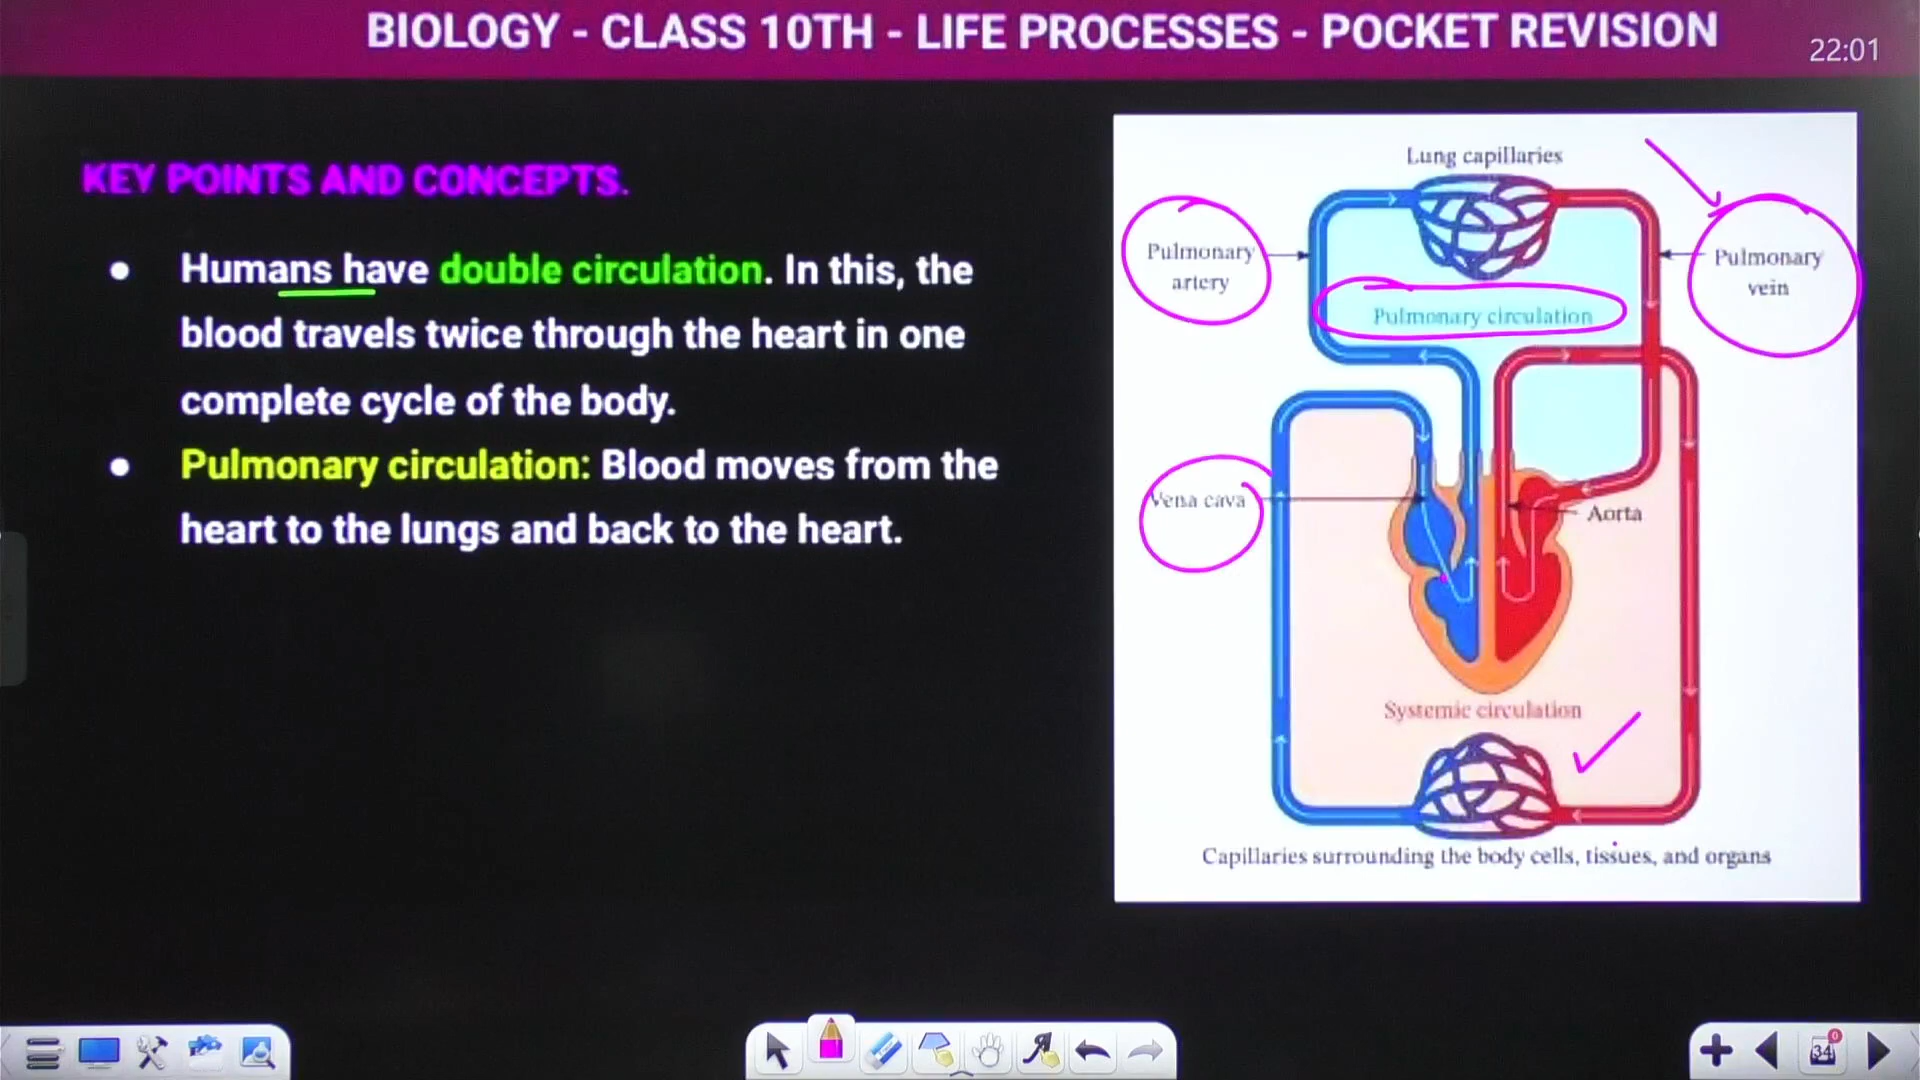 BIOLOGY - CLASS 10TH - LIFE PROCESSES - POCKET REVISION
22:01
KEY POINTS AND CONCEPTS.
Humans have double circulation. In this, the
blood travels twice through the heart in one
complete cycle of the body.
Pulmonary circulation: Blood moves from the
heart to the lungs and back to the heart.
Lung capillaries
Pulmonary
artery
Pulmonary
vein
Pulmonary circulation
Vena cava
Aorta
Systemic circulation
Capillaries surrounding the body cells, tissues, and organs
34
0